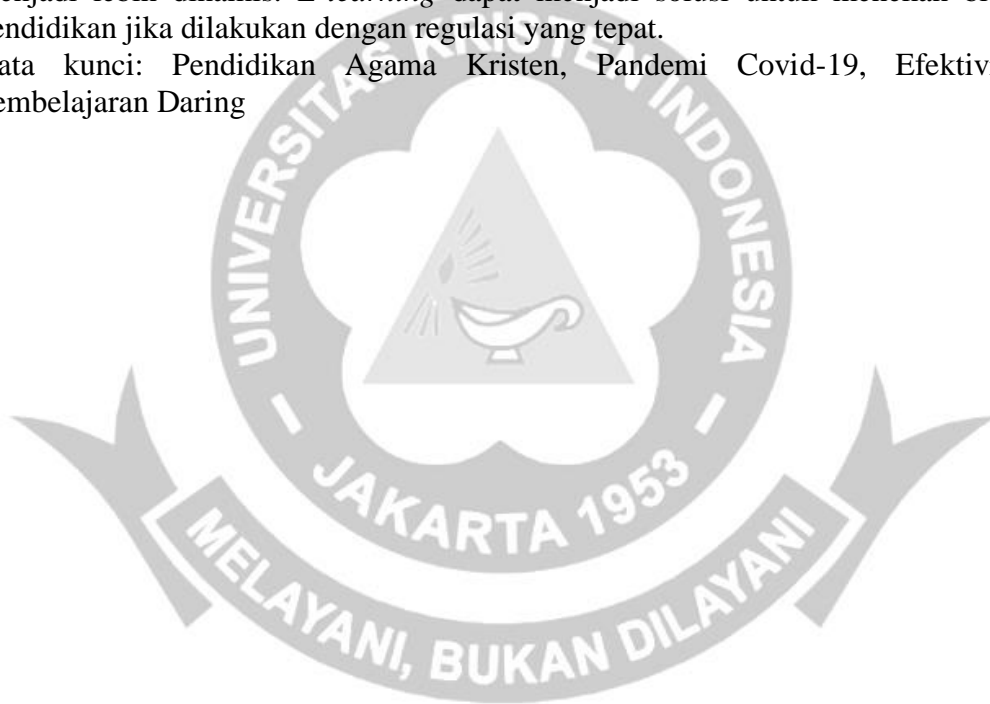 endidikan jika dilakukan dengan regulasi yang tepat.
ata kunci: Pendidikan Agama Kristen, Pandemi Covid-19, Efektiv
embelajaran Daring
UNIVERSITAS KRISTEN INDONESIA
JAKARTA 1953
MELAYANI, BUKAN DILAYANI